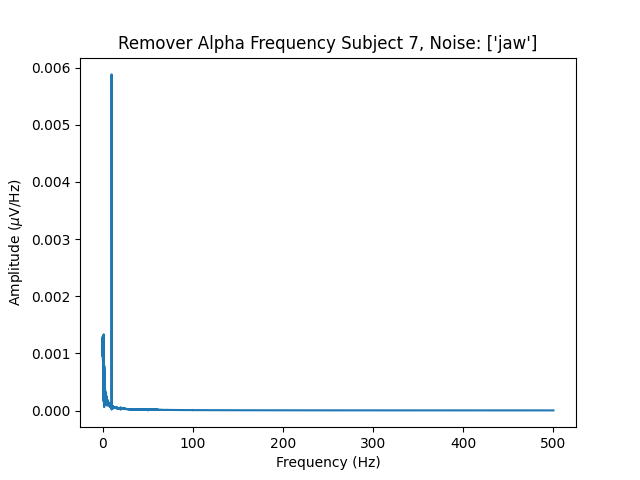 Remover Alpha Frequency Subject 7, Noise: ['jaw']
0.006
0.005
0.004
0.003
0.002
0.001
0.000
Amplitude (μV/Hz)
0 100 200 300 400 500
Frequency (Hz)